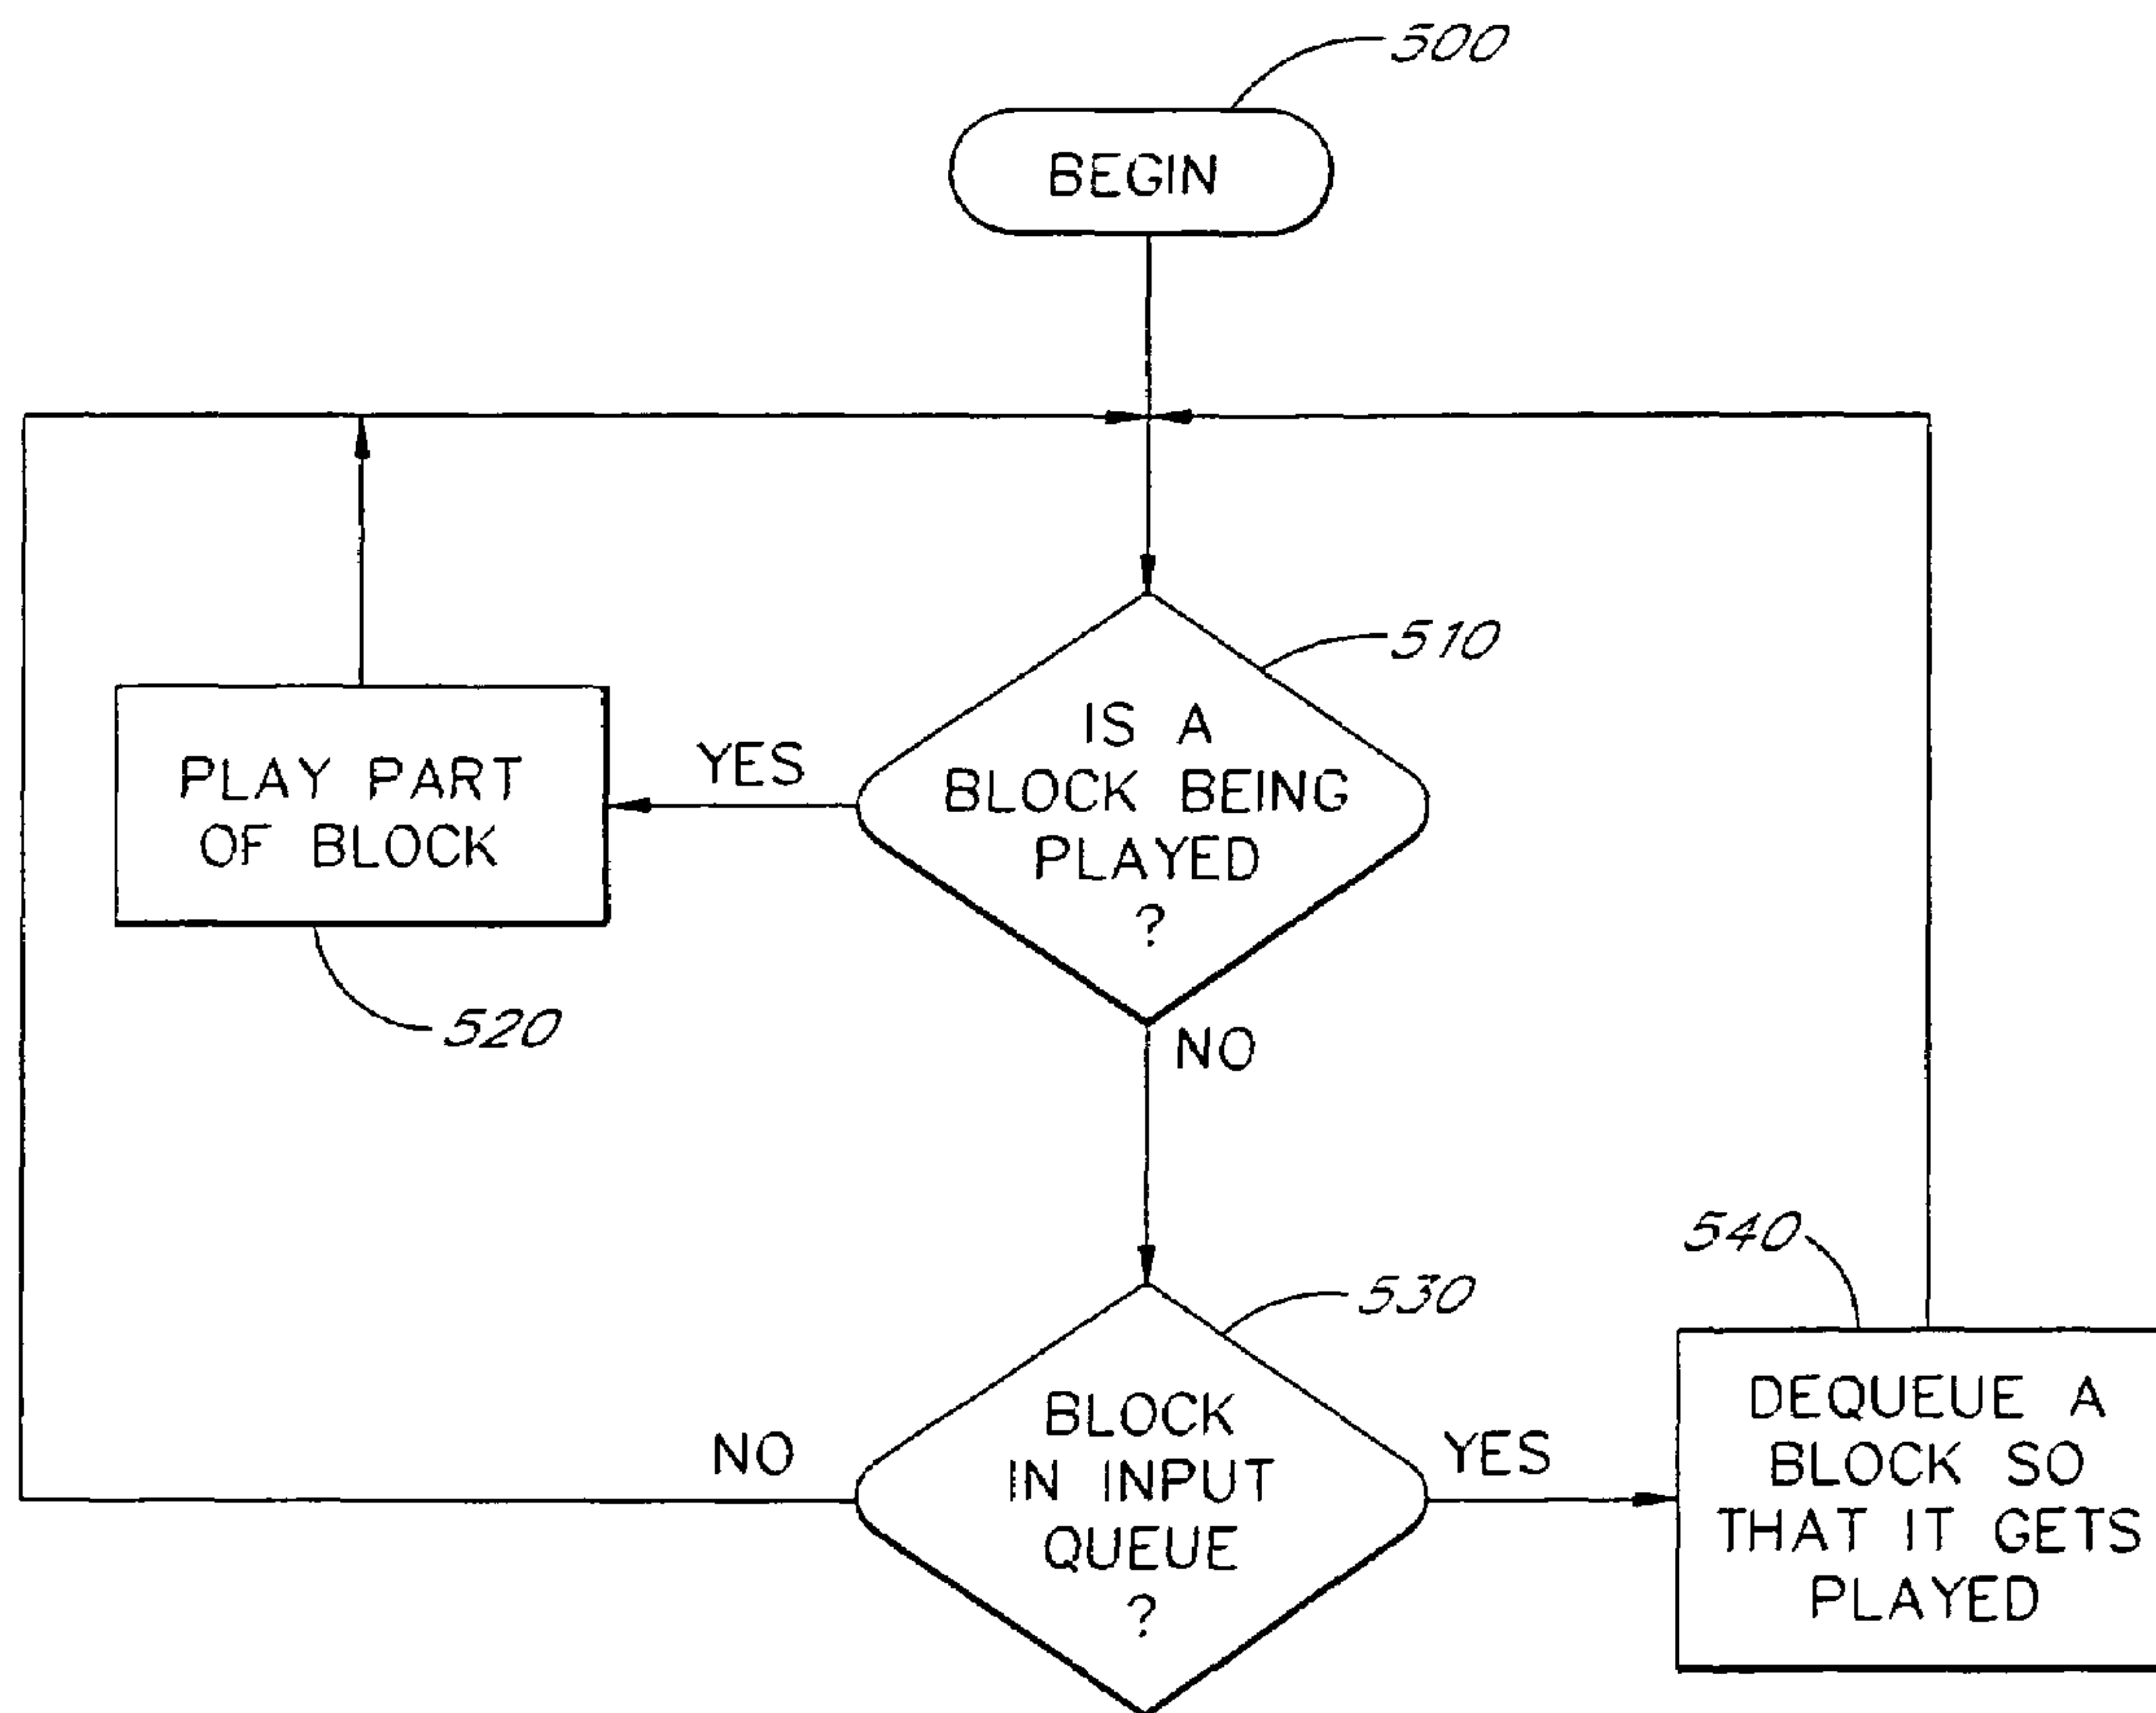 500
BEGIN
510
IS A
BLOCK BEING
PLAYED
?
YES
PLAY PART
OF BLOCK
520
NO
530
BLOCK
IN INPUT
QUEUE
?
NO
YES
540
DEQUEUE A
BLOCK SO
THAT IT GETS
PLAYED